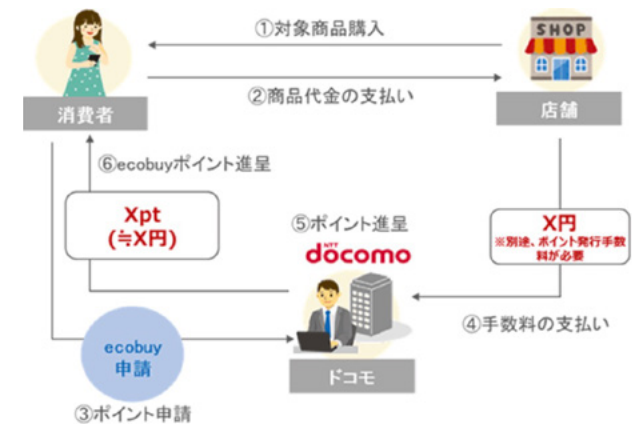 ①対象商品購入
SHOP
②商品代金の支払い
消費者
店舗
⑥ecobuyポイント進呈
Xpt
(≒X円)
⑤ポイント進呈
NTT
docomo
X円
※別途、ポイント発行手数
料が必要
④手数料の支払い
ecobuy
申請
ドコモ
③ポイント申請